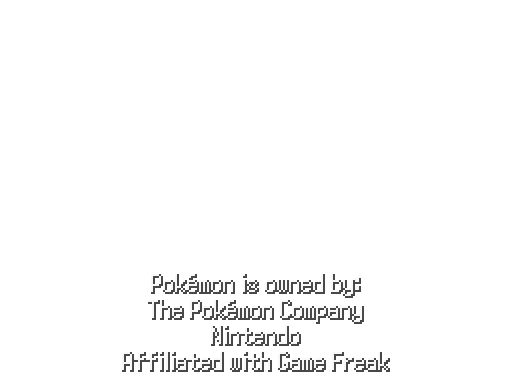 Pokémon is owned by:
The Pokémon Company
Nintendo
Affiliated with Game Freak